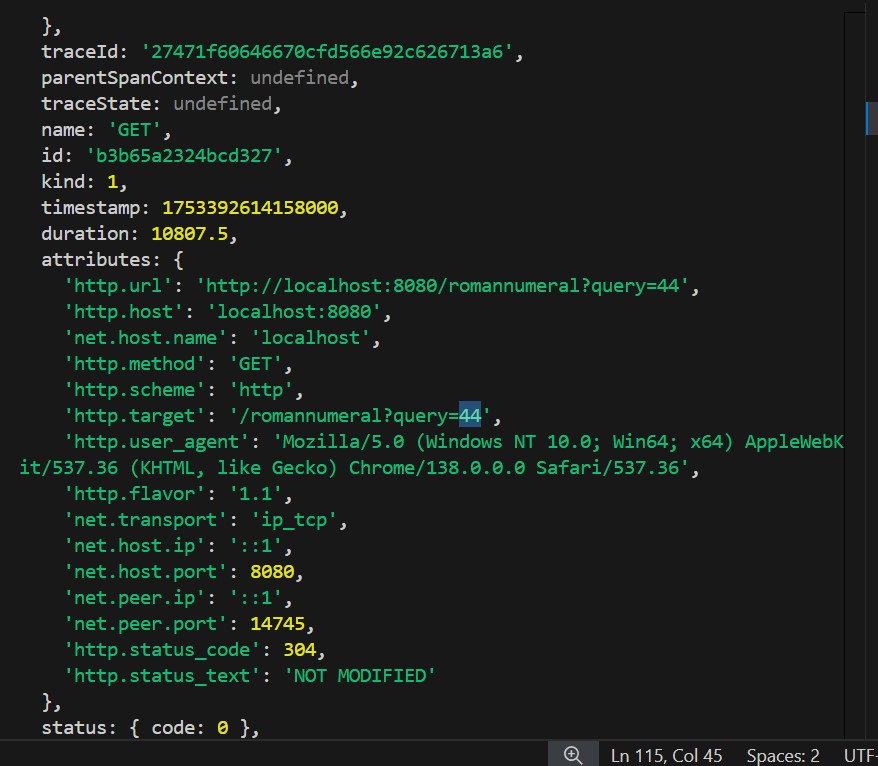 },
traceId: '27471f60646670cfd566e92c626713a6',
parentSpanContext: undefined,
traceState: undefined,
name: 'GET',
id: 'b3b65a2324bcd327',
kind: 1,
timestamp: 1753392614158000,
duration: 10807.5,
attributes: {
'http.url': 'http://localhost:8080/romannumeral?query=44',
'http.host': 'localhost:8080',
'net.host.name': 'localhost',
'http.method': 'GET',
'http.scheme': 'http',
'http.target': '/romannumeral?query=44',
'http.user_agent': 'Mozilla/5.0 (Windows NT 10.0; Win64; x64) AppleWebK
it/537.36 (KHTML, like Gecko) Chrome/138.0.0.0 Safari/537.36',
'http.flavor': '1.1',
'net.transport': 'ip_tcp',
'net.host.ip': '::1',
'net.host.port': 8080,
'net.peer.ip': '::1',
'net.peer.port': 14745,
'http.status_code': 304,
'http.status_text': 'NOT MODIFIED'
},
status: { code: 0 },
Ln 115, Col 45 Spaces: 2 UTF-